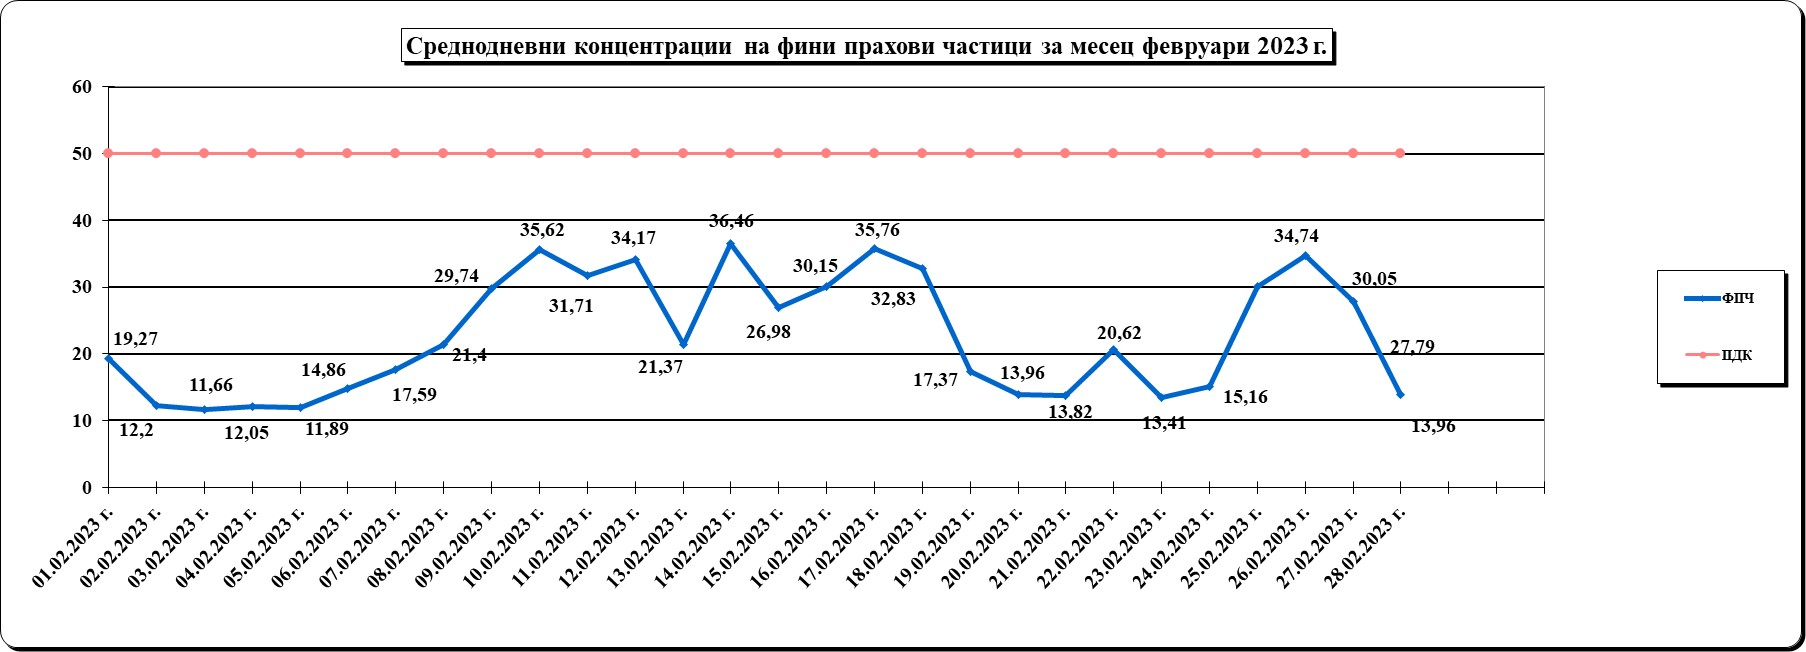 Среднодневни концентрации на фини прахови частици за месец февруари 2023 г.
60
50
40
30
20
10
0
19,27
12,2
11,66
12,05
11,89
14,86
17,59
21,4
29,74
35,62
31,71
34,17
21,37
36,46
26,98
30,15
35,76
32,83
17,37
13,96
13,82
20,62
13,41
15,16
30,05
34,74
27,79
13,96
01.02.2023 г.
02.02.2023 г.
03.02.2023 г.
04.02.2023 г.
05.02.2023 г.
06.02.2023 г.
07.02.2023 г.
08.02.2023 г.
09.02.2023 г.
10.02.2023 г.
11.02.2023 г.
12.02.2023 г.
13.02.2023 г.
14.02.2023 г.
15.02.2023 г.
16.02.2023 г.
17.02.2023 г.
18.02.2023 г.
19.02.2023 г.
20.02.2023 г.
21.02.2023 г.
22.02.2023 г.
23.02.2023 г.
24.02.2023 г.
25.02.2023 г.
26.02.2023 г.
27.02.2023 г.
28.02.2023 г.
ФПЧ
ПДК